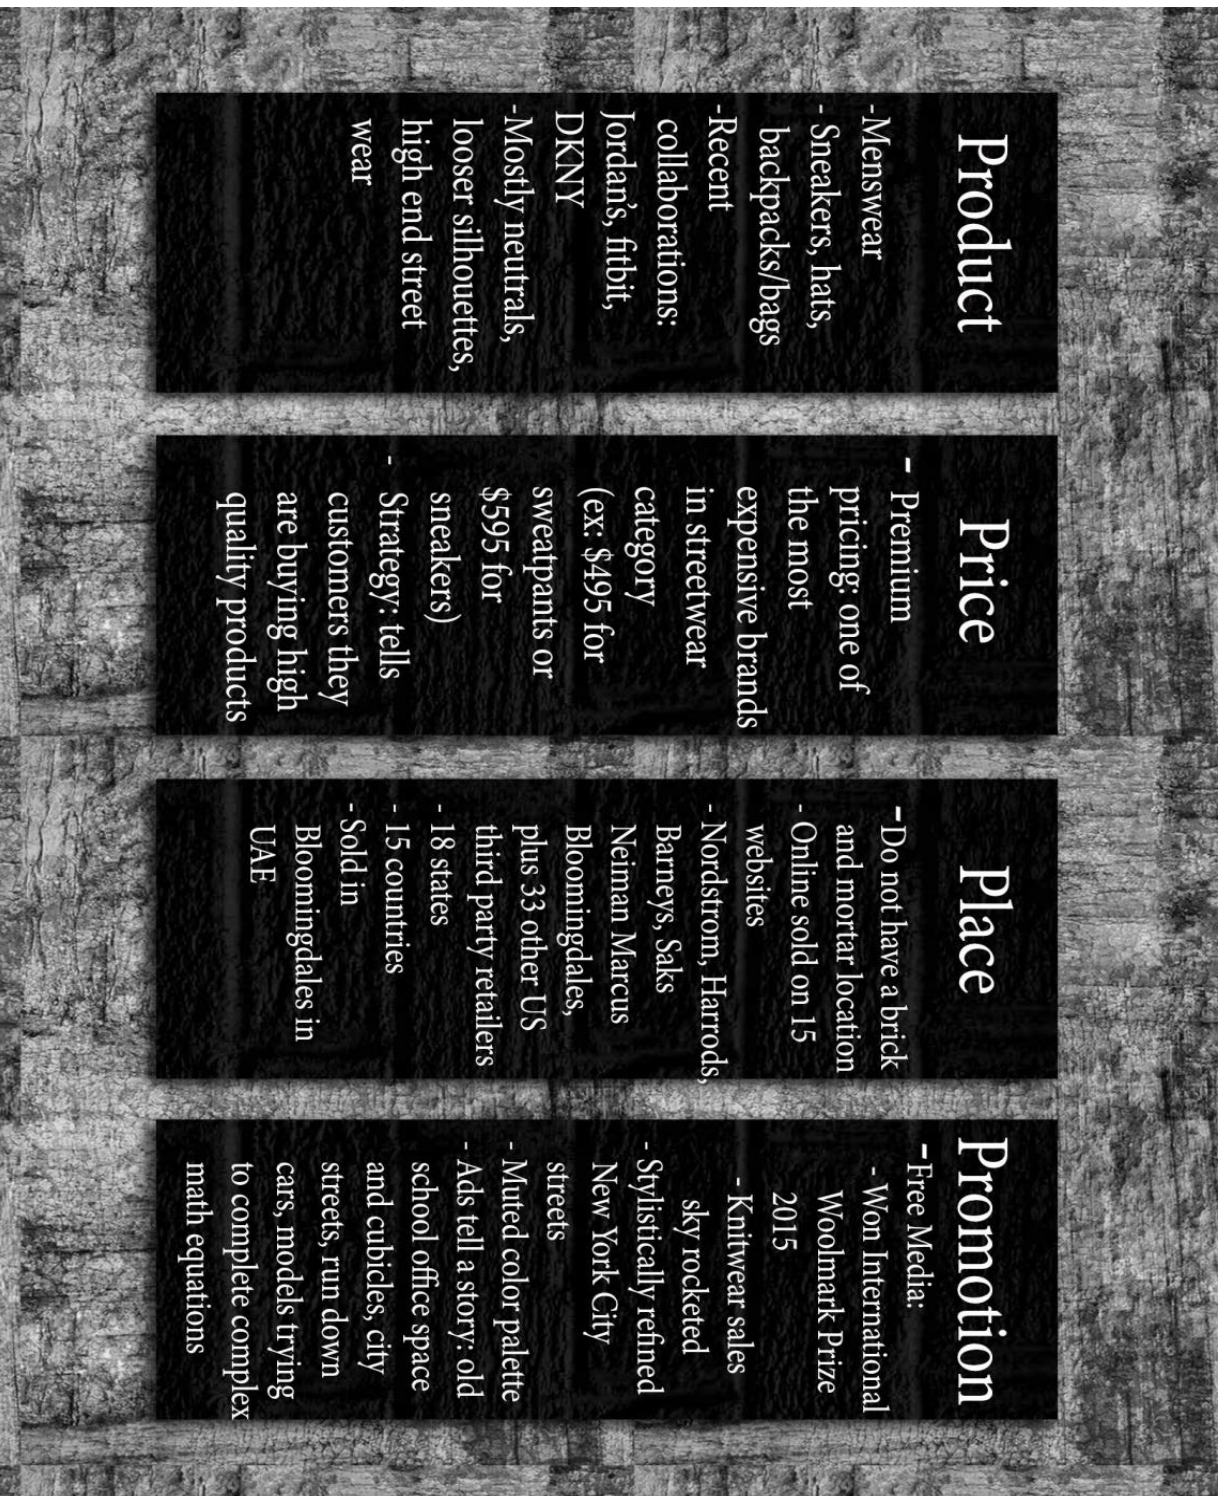 Product
-Menswear
- Sneakers, hats,
backpacks/bags
-Recent
collaborations:
Jordan's, fitbit,
DKNY
-Mostly neutrals,
looser silhouettes,
high end street
wear
Price
- Premium
pricing: one of
the most
expensive brands
in streetwear
category
(ex: $495 for
sweatpants or
$595 for
sneakers)
- Strategy: tells
customers they
are buying high
quality products
Place
-Do not have a brick
and mortar location
- Online sold on 15
websites
- Nordstrom, Harrods,
Barneys, Saks
Neiman Marcus
Bloomingdales,
plus 33 other US
third party retailers
- 18 states
- 15 countries
- Sold in
Bloomingdales in
UAE
Promotion
-Free Media:
- Won International
Woolmark Prize
2015
- Knitwear sales
sky rocketed
-Stylistically refined
New York City
streets
- Muted color palette
- Ads tell a story: old
school office space
and cubicles, city
streets, run down
cars, models trying
to complete complex
math equations